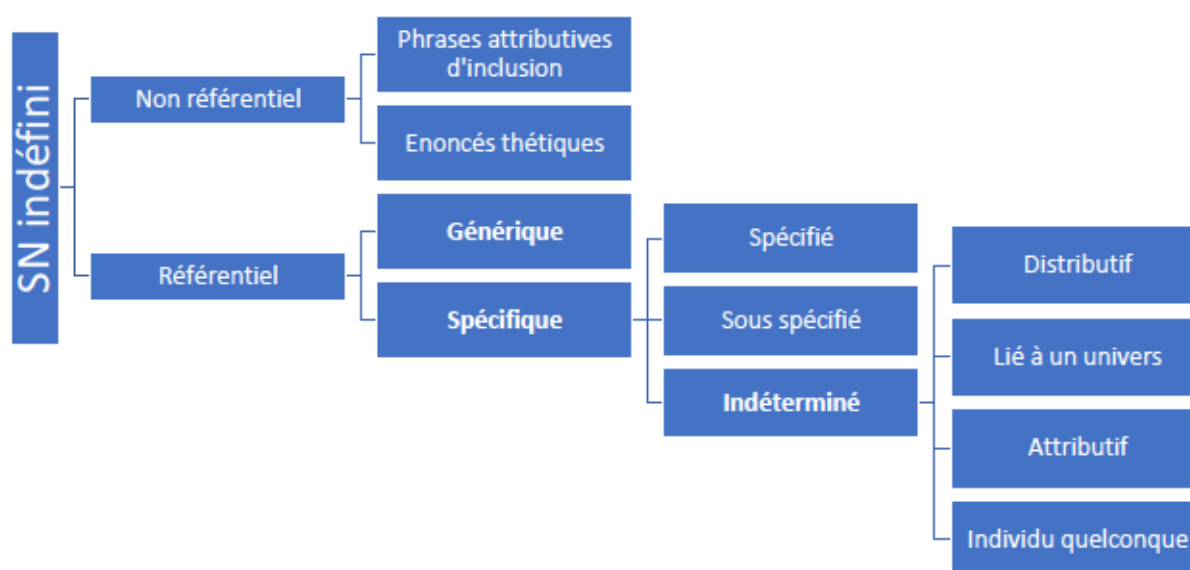 SN indéfini
Non référentiel
Phrases attributives
d'inclusion
Enoncés thétiques
Référentiel
Générique
Spécifique
Spécifié
Sous spécifié
Indéterminé
Distributif
Lié à un univers
Attributif
Individu quelconque